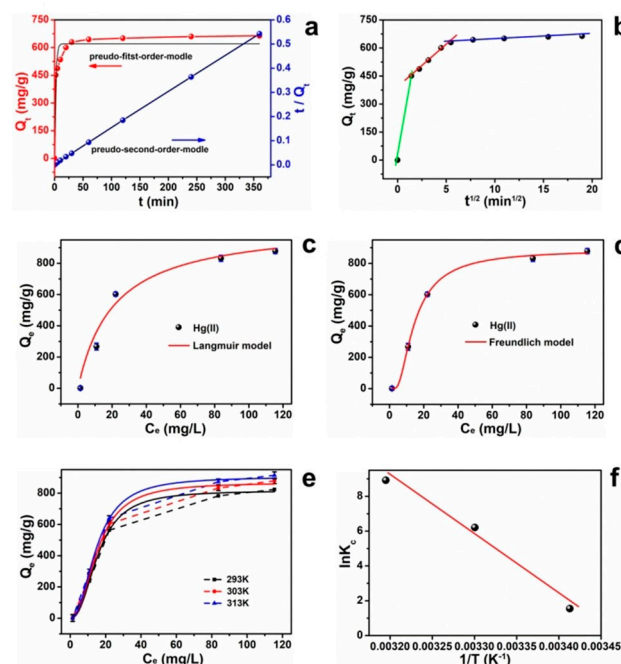 a
750
600
450
300
150
0
Qt (mg/g)
0.6
0.5
0.4
0.3
0.2
0.1
0.0
t / Qt
preudo-fitst-order-modle
pseudo-second-order-modle
0 50 100 150 200 250 300 350
t (min)
b
750
600
450
300
150
0
Qt (mg/g)
0 5 10 15 20
t1/2 (min1/2)
c
1000
800
600
400
200
0
Qe (mg/g)
Hg(II)
Langmuir model
0 20 40 60 80 100 120
Ce (mg/L)
d
1000
800
600
400
200
0
Qe (mg/g)
Hg(II)
Freundlich model
0 20 40 60 80 100 120
Ce (mg/L)
e
1000
800
600
400
200
0
Qe (mg/g)
293K
303K
313K
0 20 40 60 80 100 120
Ce (mg/L)
f
10
8
6
4
2
0
lnKc
0.00320 0.00325 0.00330 0.00335 0.00340 0.00345
1/T (K-1)